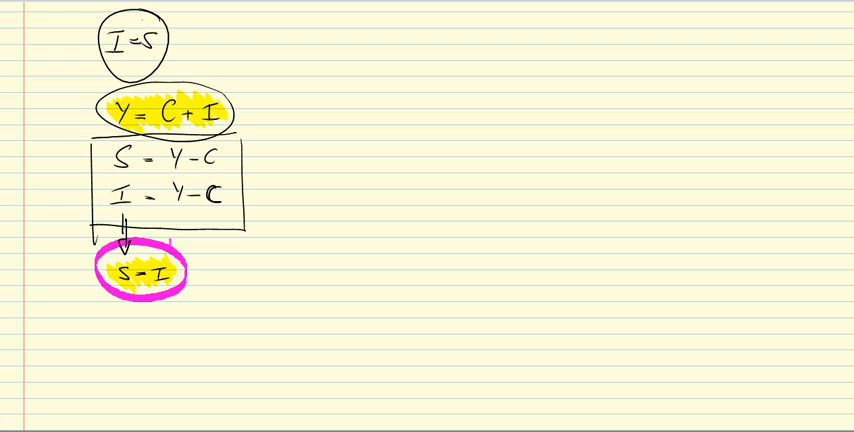 I=S
Y = C + I
S = Y - C
I = Y - C
S = I